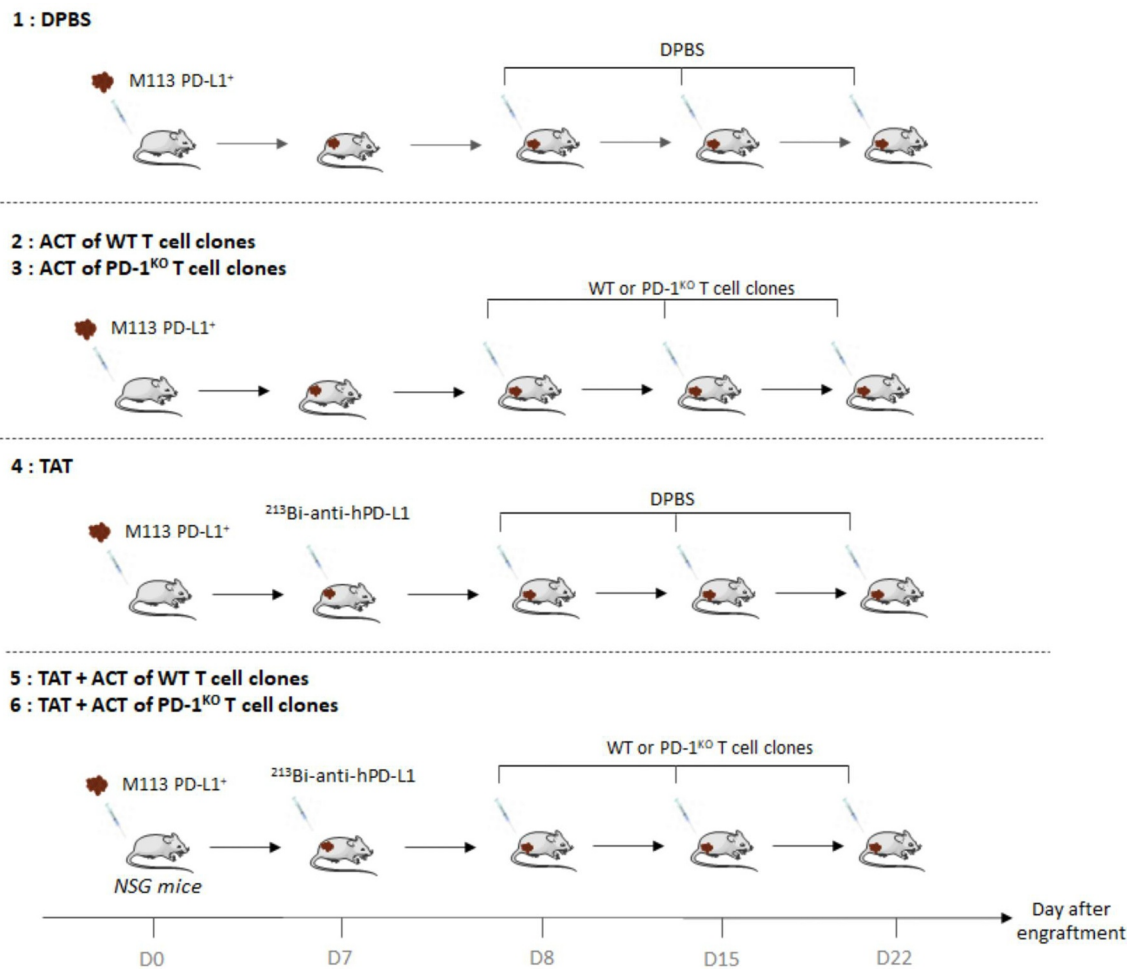 1 : DPBS
DPBS
M113 PD-L1⁺
2 : ACT of WT T cell clones
3 : ACT of PD-1ᴷᴼ T cell clones
WT or PD-1ᴷᴼ T cell clones
M113 PD-L1⁺
4 : TAT
DPBS
²¹³Bi-anti-hPD-L1
M113 PD-L1⁺
5 : TAT + ACT of WT T cell clones
6 : TAT + ACT of PD-1ᴷᴼ T cell clones
WT or PD-1ᴷᴼ T cell clones
²¹³Bi-anti-hPD-L1
M113 PD-L1⁺
NSG mice
Day after
engraftment
D0 D7 D8 D15 D22